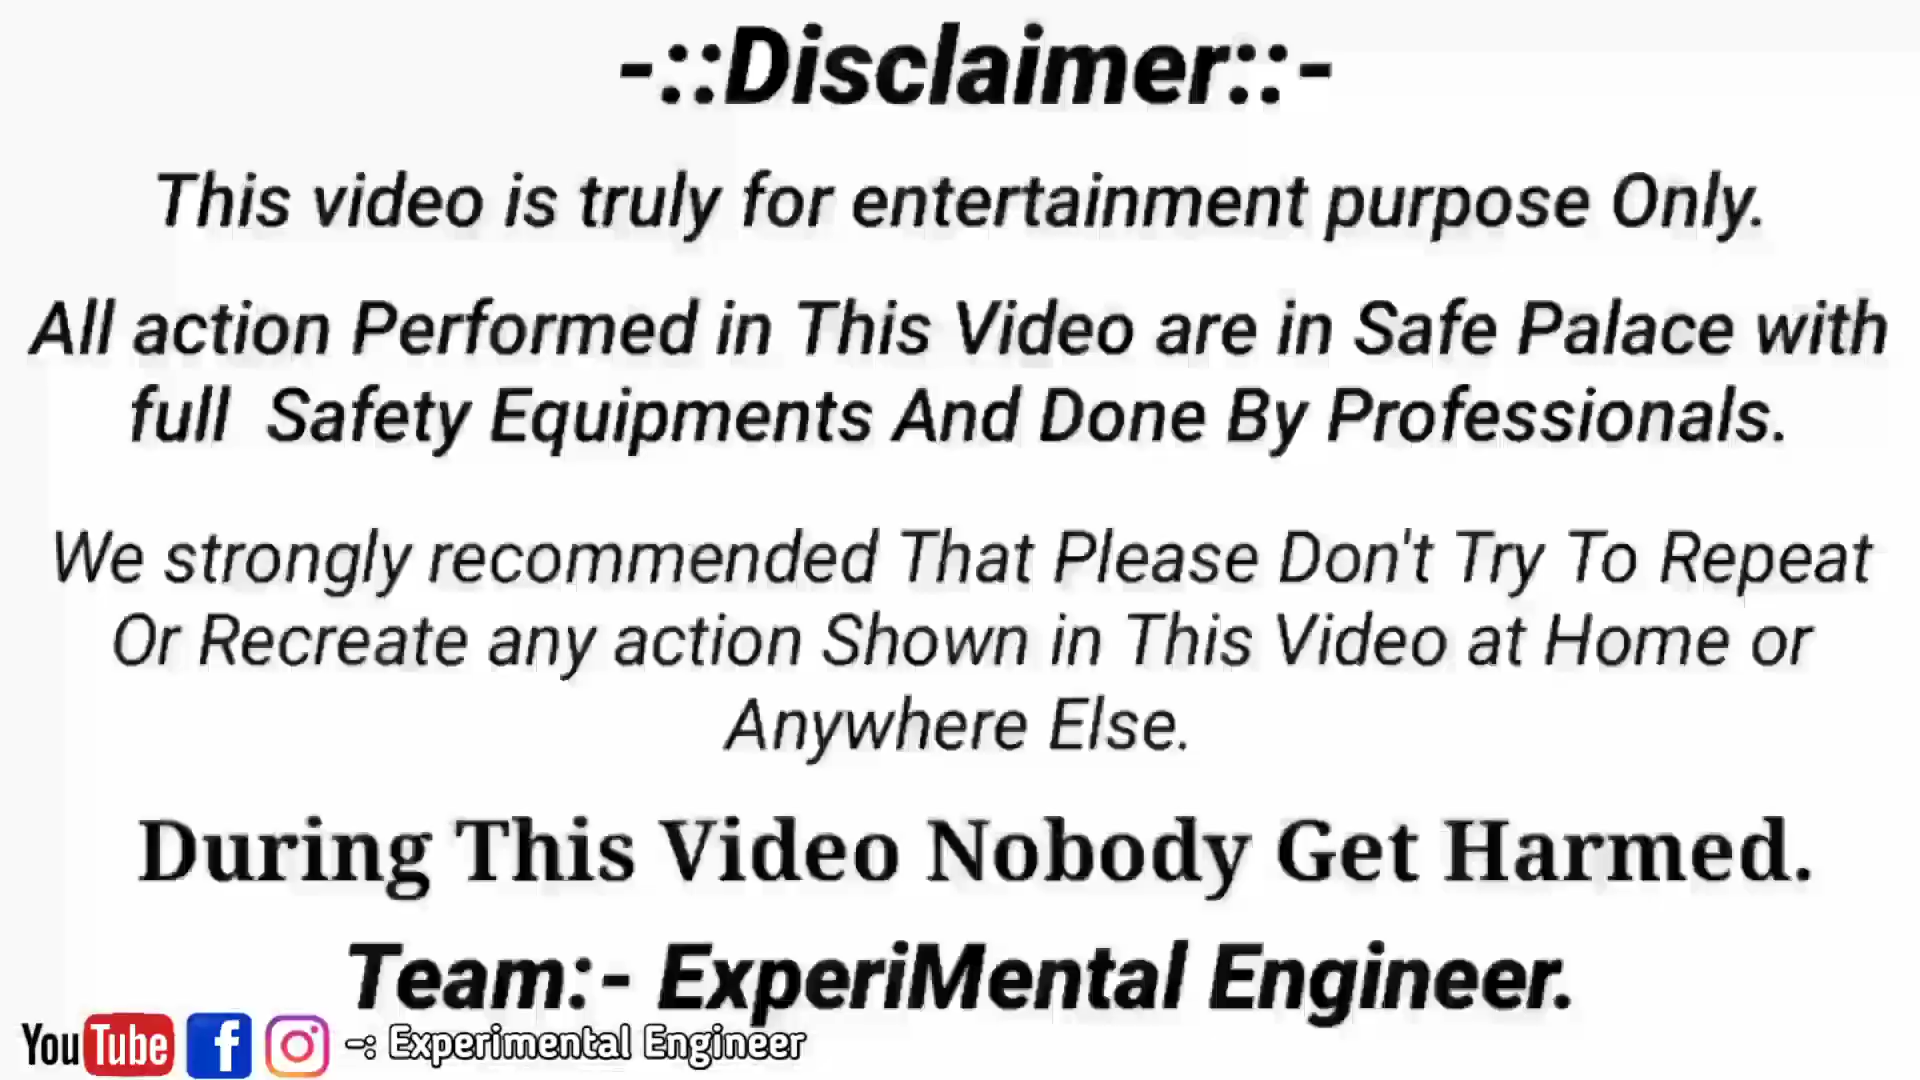 -::Disclaimer::-
This video is truly for entertainment purpose Only.
All action Performed in This Video are in Safe Palace with
full Safety Equipments And Done By Professionals.
We strongly recommended That Please Don't Try To Repeat
Or Recreate any action Shown in This Video at Home or
Anywhere Else.
During This Video Nobody Get Harmed.
Team:- ExperiMental Engineer.
YouTube f -: Experimental Engineer